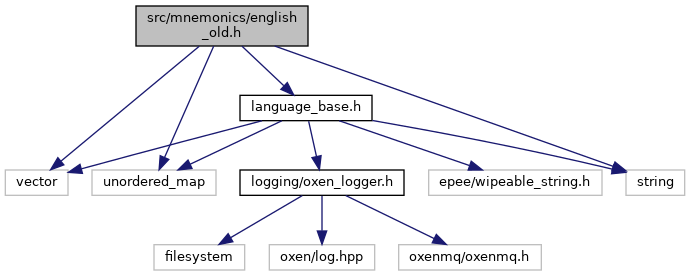 src/mnemonics/english
_old.h
language_base.h
vector
unordered_map
logging/oxen_logger.h
epee/wipeable_string.h
string
filesystem
oxen/log.hpp
oxenmq/oxenmq.h